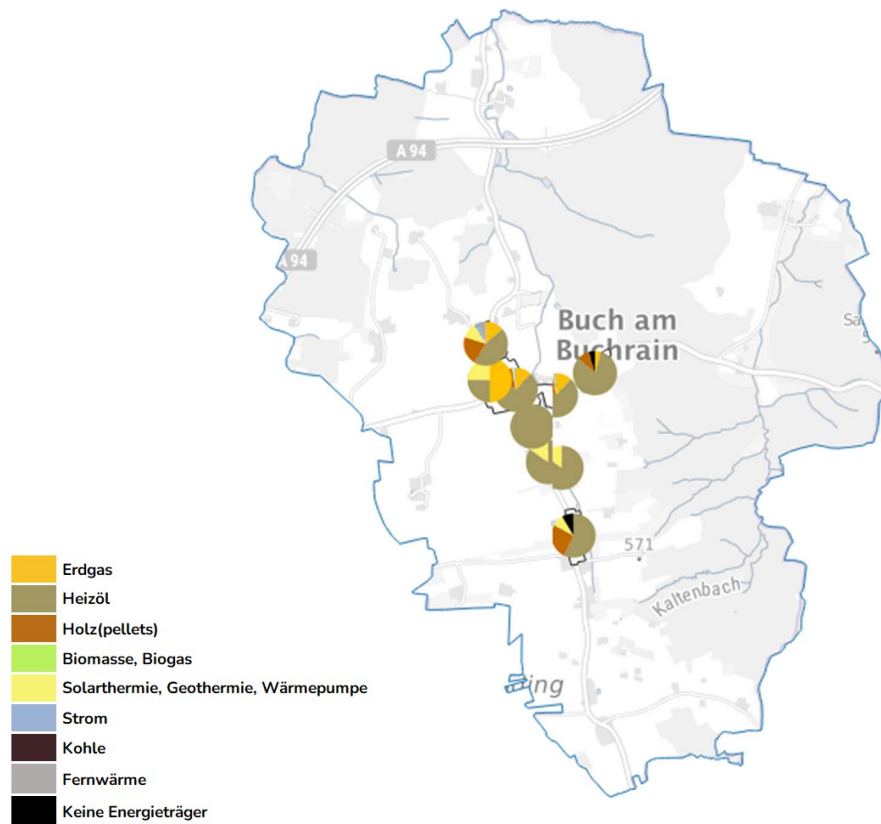 A 94
A 94
Buch am
Buchrain
Sa
5
571
Kaltenbach
ing
Erdgas
Heizöl
Holz(pellets)
Biomasse, Biogas
Solarthermie, Geothermie, Wärmepumpe
Strom
Kohle
Fernwärme
Keine Energieträger